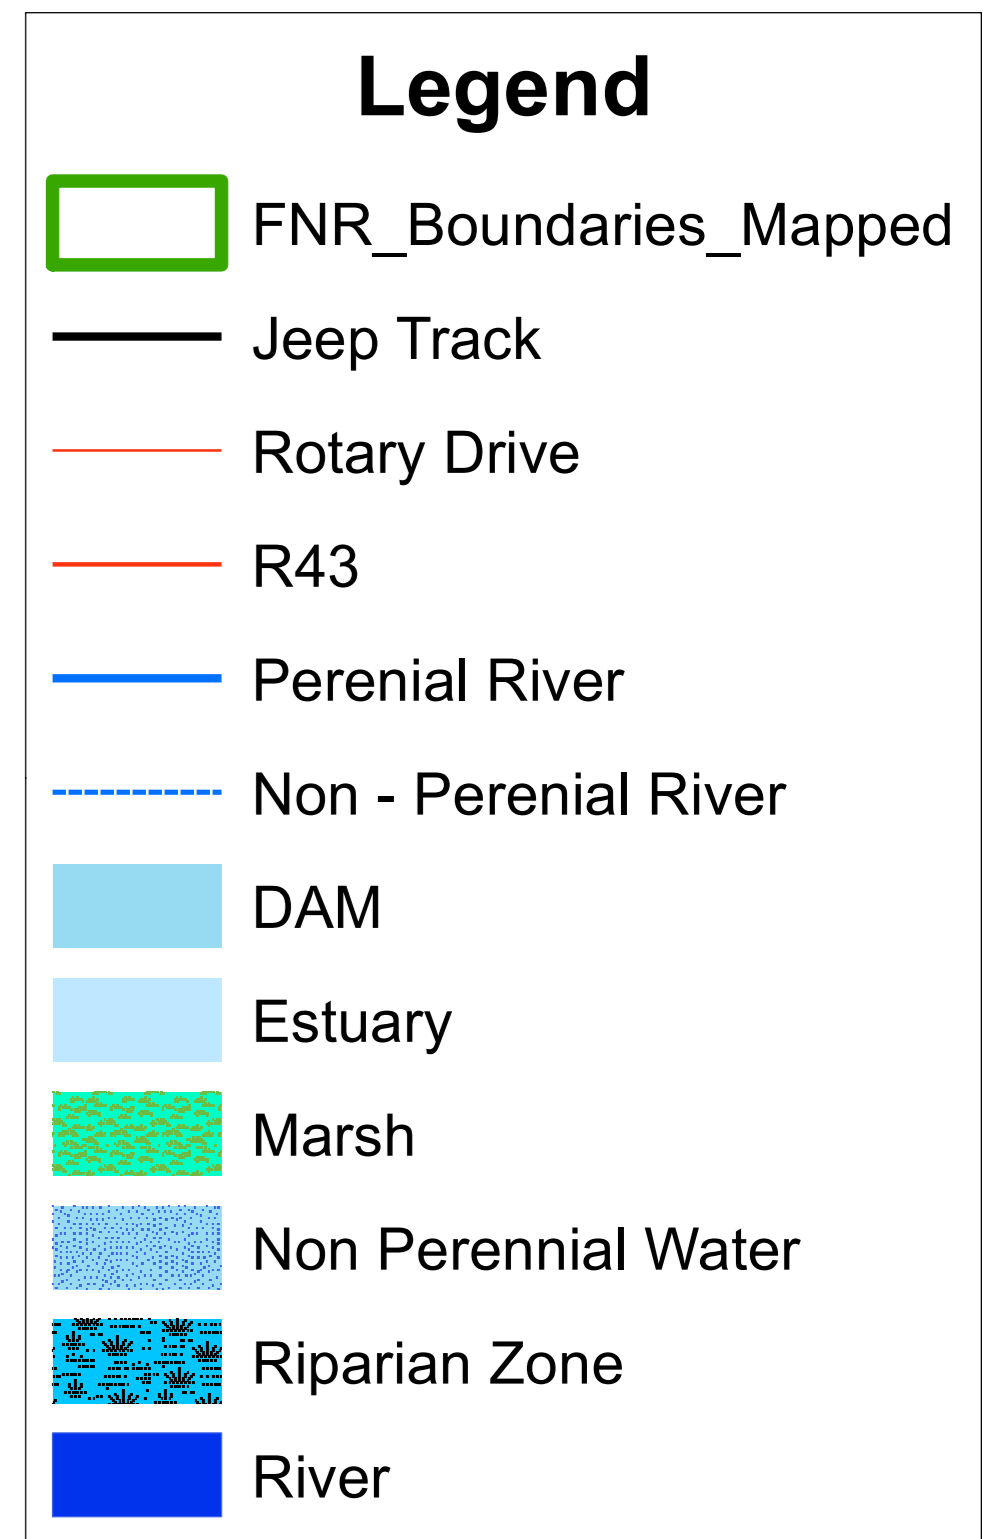 Legend
FNR_Boundaries_Mapped
Jeep Track
Rotary Drive
R43
Perenial River
Non - Perenial River
DAM
Estuary
Marsh
Non Perennial Water
Riparian Zone
River